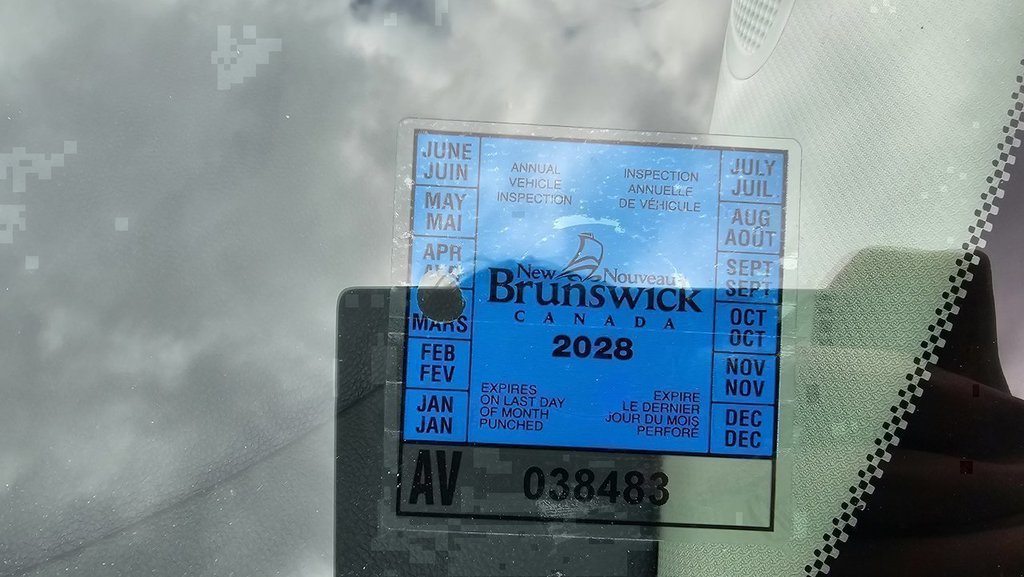 JUNE
JUIN
MAY
MAI
APR
MARS
FEB
FEV
JAN
JAN
ANNUAL
VEHICLE
INSPECTION
INSPECTION
ANNUELLE
DE VÉHICULE
New Nouveau
Brunswick
CANADA
2028
EXPIRES
ON LAST DAY
OF MONTH
PUNCHED
EXPIRE
LE DERNIER
JOUR DU MOIS
PERFORÉ
JULY
JUIL
AUG
AOÛT
SEPT
SEPT
OCT
OCT
NOV
NOV
DEC
DEC
AV 038483